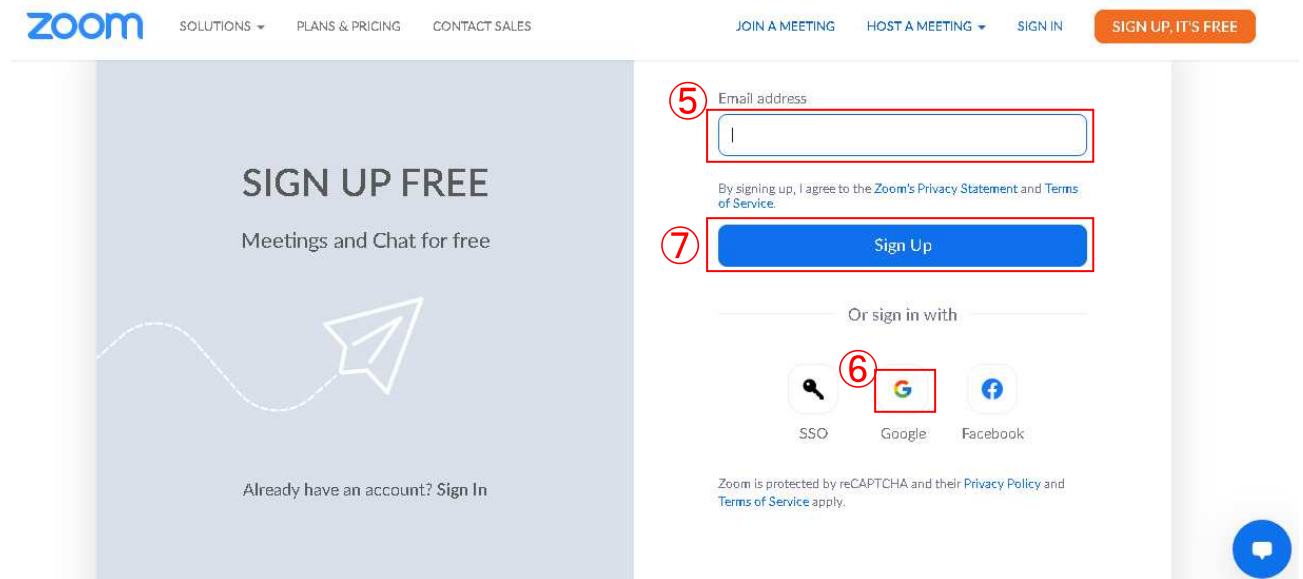 zoom SOLUTIONS PLANS & PRICING CONTACT SALES JOIN A MEETING HOST A MEETING SIGN IN SIGN UP, IT'S FREE
SIGN UP FREE
Meetings and Chat for free
Already have an account? Sign In
⑤ Email address
By signing up, I agree to the Zoom's Privacy Statement and Terms
of Service.
⑦ Sign Up
Or sign in with
⑥
SSO Google Facebook
Zoom is protected by reCAPTCHA and their Privacy Policy and
Terms of Service apply.